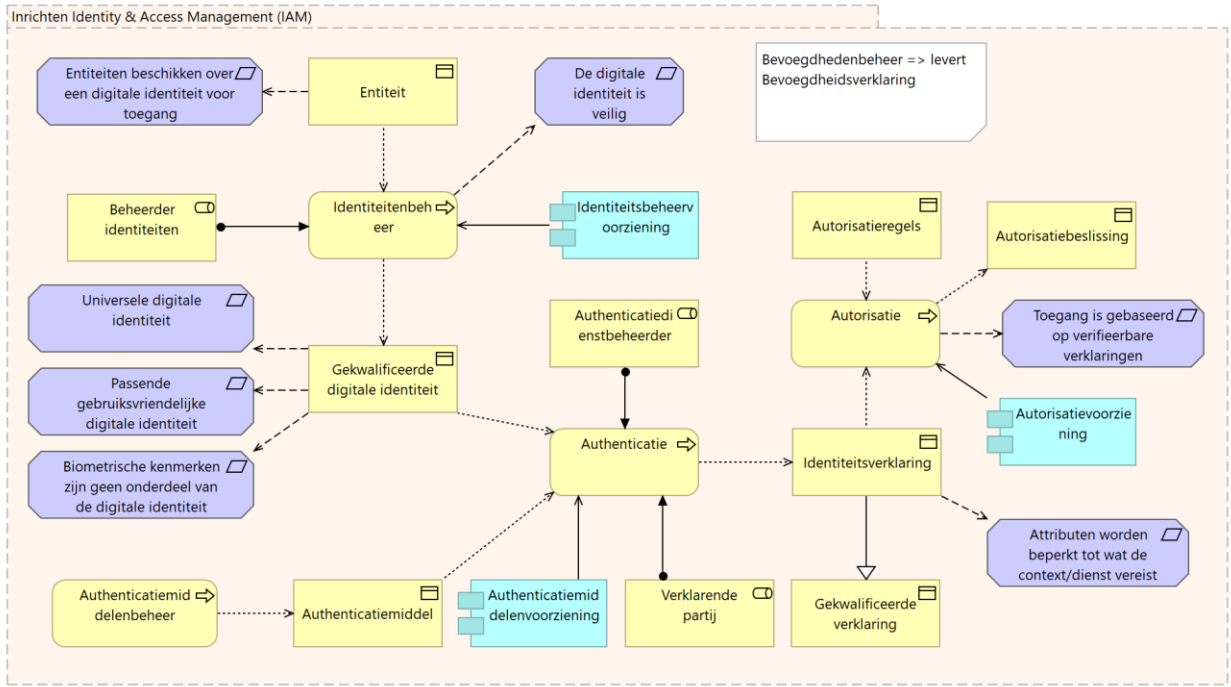 Inrichten Identity & Access Management (IAM)
Entiteiten beschikken over
een digitale identiteit voor
toegang
Entiteit
De digitale
identiteit is
veilig
Bevoegdhedenbeheer => levert
Bevoegdheidsverklaring
Beheerder
identiteiten
Identiteitenbeh
eer
Identiteitsbeheerv
oorziening
Autorisatieregels
Autorisatiebeslissing
Universele digitale
identiteit
Authenticatiedi
enstbeheerder
Autorisatie
Toegang is gebaseerd
op verifieerbare
verklaringen
Gekwalificeerde
digitale identiteit
Passende
gebruiksvriendelijke
digitale identiteit
Autorisatievoorzie
ning
Authenticatie
Identiteitsverklaring
Biometrische kenmerken
zijn geen onderdeel van
de digitale identiteit
Attributen worden
beperkt tot wat de
context/dienst vereist
Authenticatiemid
delenbeheer
Authenticatiemiddel
Authenticatiemid
delenvoorziening
Verklarende
partij
Gekwalificeerde
verklaring